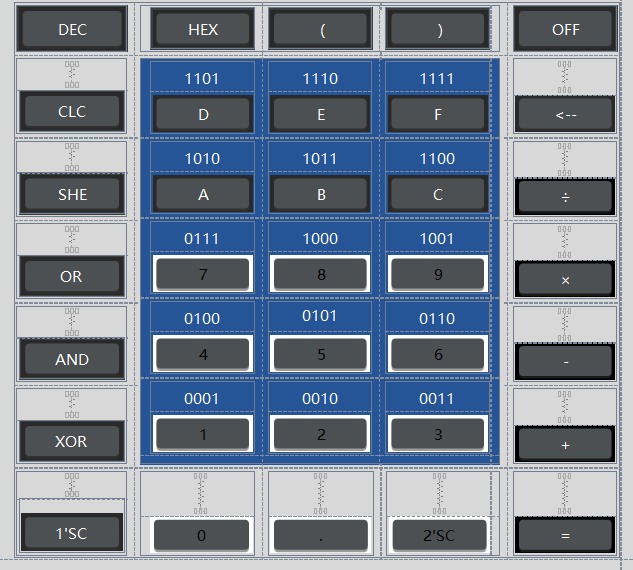 DEC HEX ( ) OFF
1101 1110 1111
CLC D E F <--
1010 1011 1100
SHE A B C ÷
0111 1000 1001
OR 7 8 9 ×
0100 0101 0110
AND 4 5 6 -
0001 0010 0011
XOR 1 2 3 +
1'SC 0 . 2'SC =